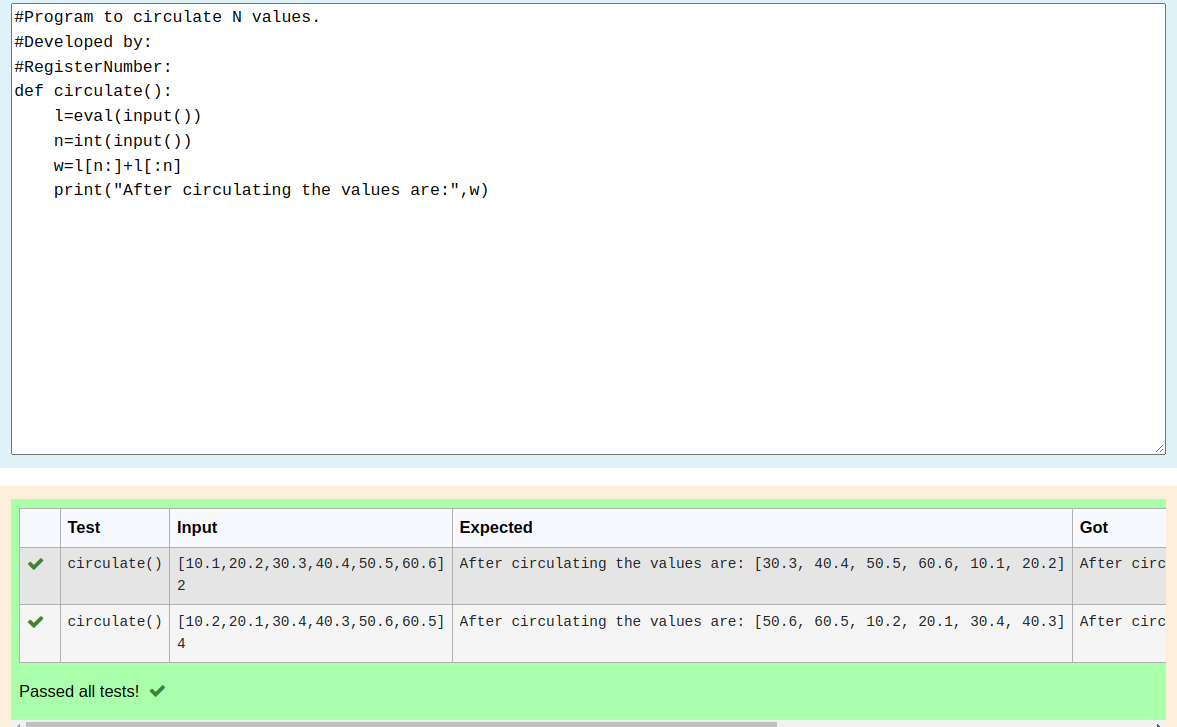 #Program to circulate N values.
#Developed by:
#RegisterNumber:
def circulate():
    l=eval(input())
    n=int(input())
    w=l[n:]+l[:n]
    print("After circulating the values are:",w)
Test Input Expected Got
circulate() [10.1,20.2,30.3,40.4,50.5,60.6] After circulating the values are: [30.3, 40.4, 50.5, 60.6, 10.1, 20.2] After circ
2
circulate() [10.2,20.1,30.4,40.3,50.6,60.5] After circulating the values are: [50.6, 60.5, 10.2, 20.1, 30.4, 40.3] After circ
4
Passed all tests!